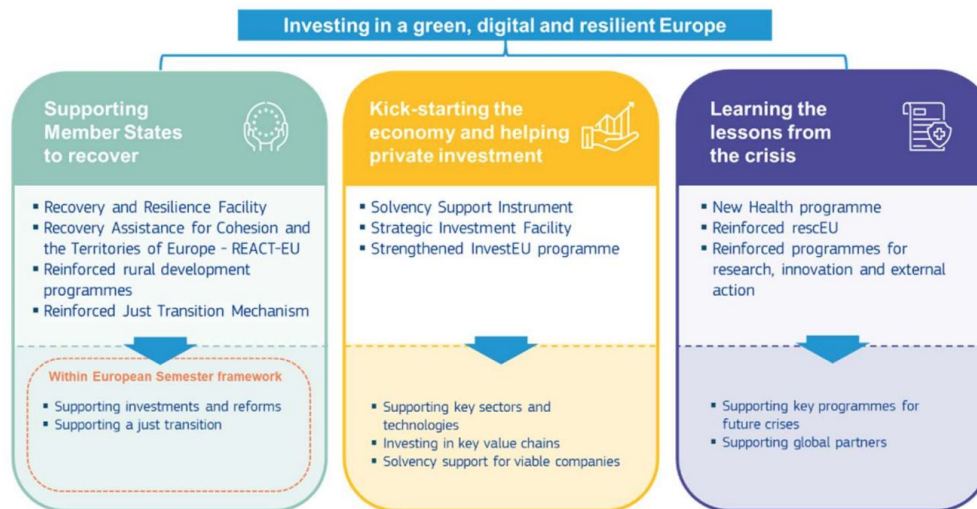 Investing in a green, digital and resilient Europe
Supporting
Member States
to recover
▪ Recovery and Resilience Facility
▪ Recovery Assistance for Cohesion and
the Territories of Europe - REACT-EU
▪ Reinforced rural development
programmes
▪ Reinforced Just Transition Mechanism
Within European Semester framework
▪ Supporting investments and reforms
▪ Supporting a just transition
Kick-starting the
economy and helping
private investment
▪ Solvency Support Instrument
▪ Strategic Investment Facility
▪ Strengthened InvestEU programme
▪ Supporting key sectors and
technologies
▪ Investing in key value chains
▪ Solvency support for viable companies
Learning the
lessons from
the crisis
▪ New Health programme
▪ Reinforced rescEU
▪ Reinforced programmes for
research, innovation and external
action
▪ Supporting key programmes for
future crises
▪ Supporting global partners